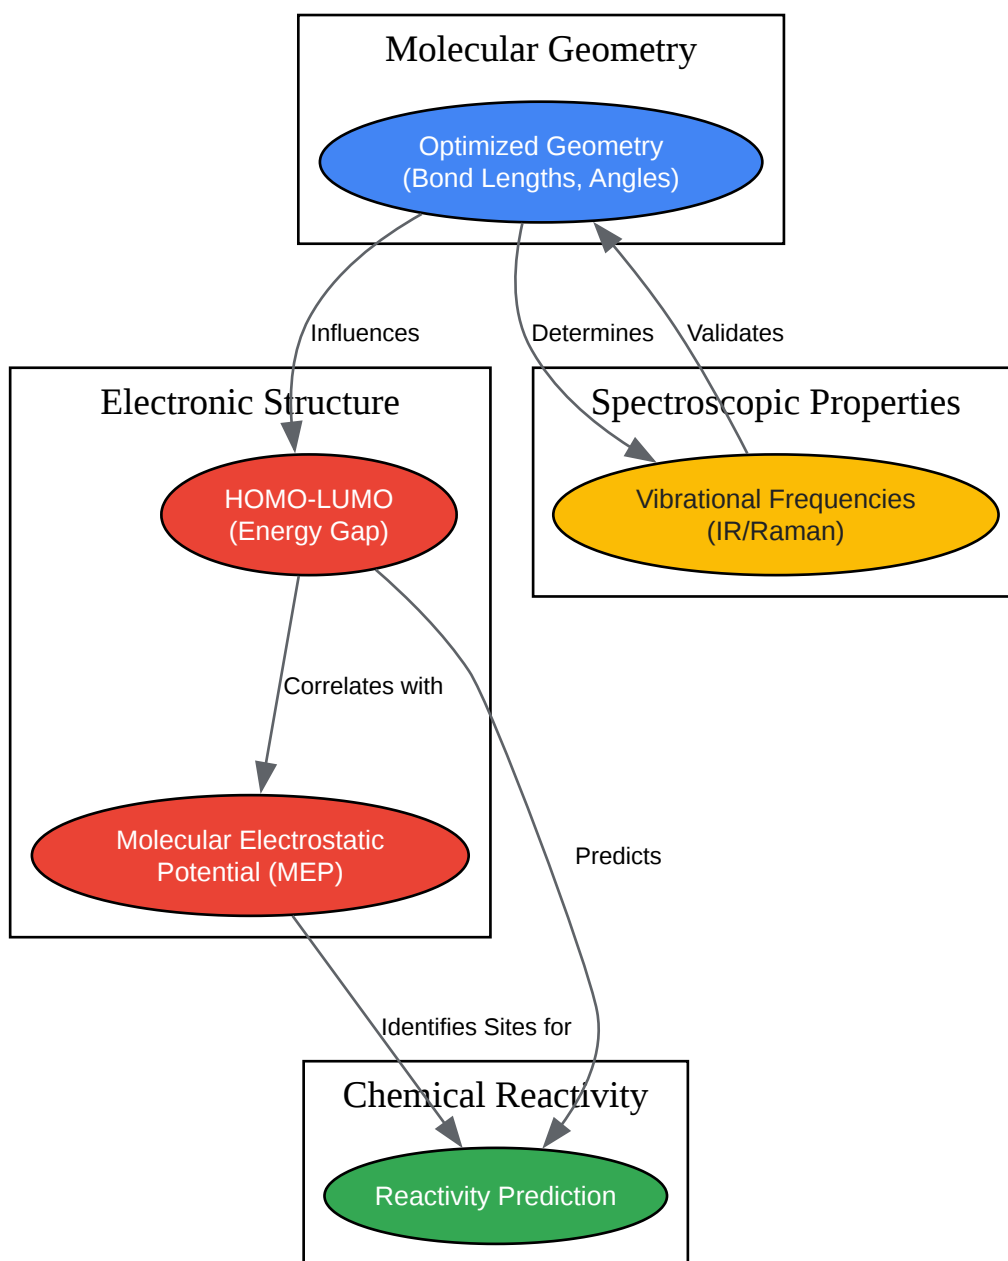 Molecular Geometry
Optimized Geometry
(Bond Lengths, Angles)
Influences
Determines
Validates
Electronic Structure
Spectroscopic Properties
HOMO-LUMO
(Energy Gap)
Vibrational Frequencies
(IR/Raman)
Correlates with
Molecular Electrostatic
Potential (MEP)
Predicts
Identifies Sites for
Chemical Reactivity
Reactivity Prediction